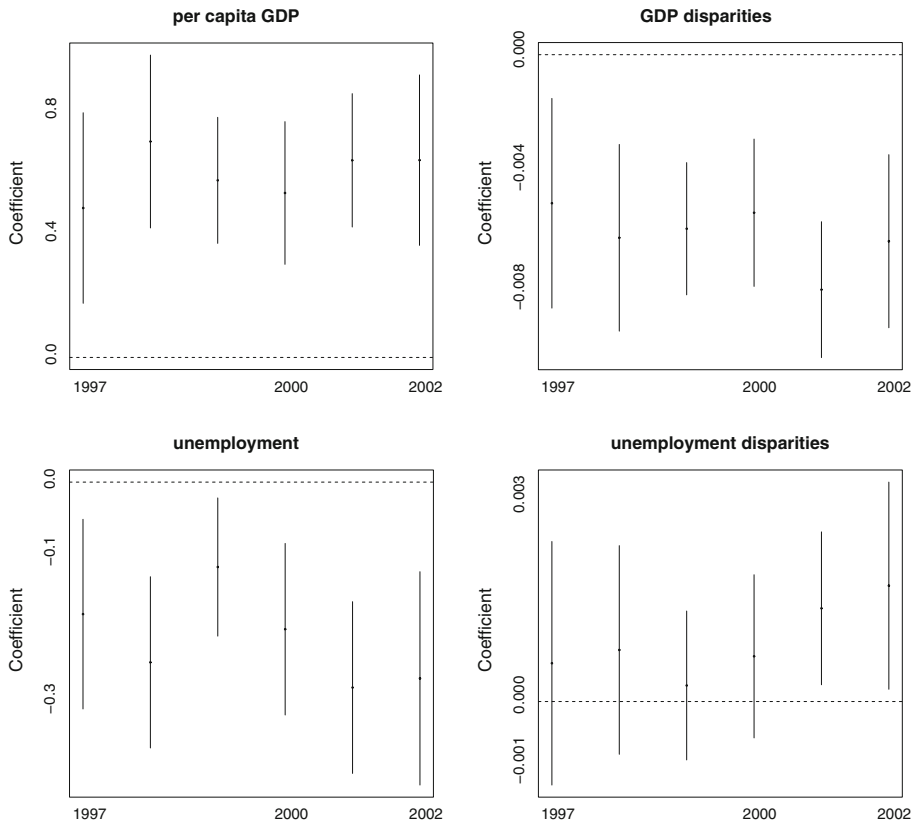 per capita GDP
Coefficient
0.8
0.4
0.0
1997 2000 2002
GDP disparities
Coefficient
0.000
−0.004
−0.008
1997 2000 2002
unemployment
Coefficient
0.0
−0.1
−0.3
1997 2000 2002
unemployment disparities
Coefficient
0.003
0.000
−0.001
1997 2000 2002